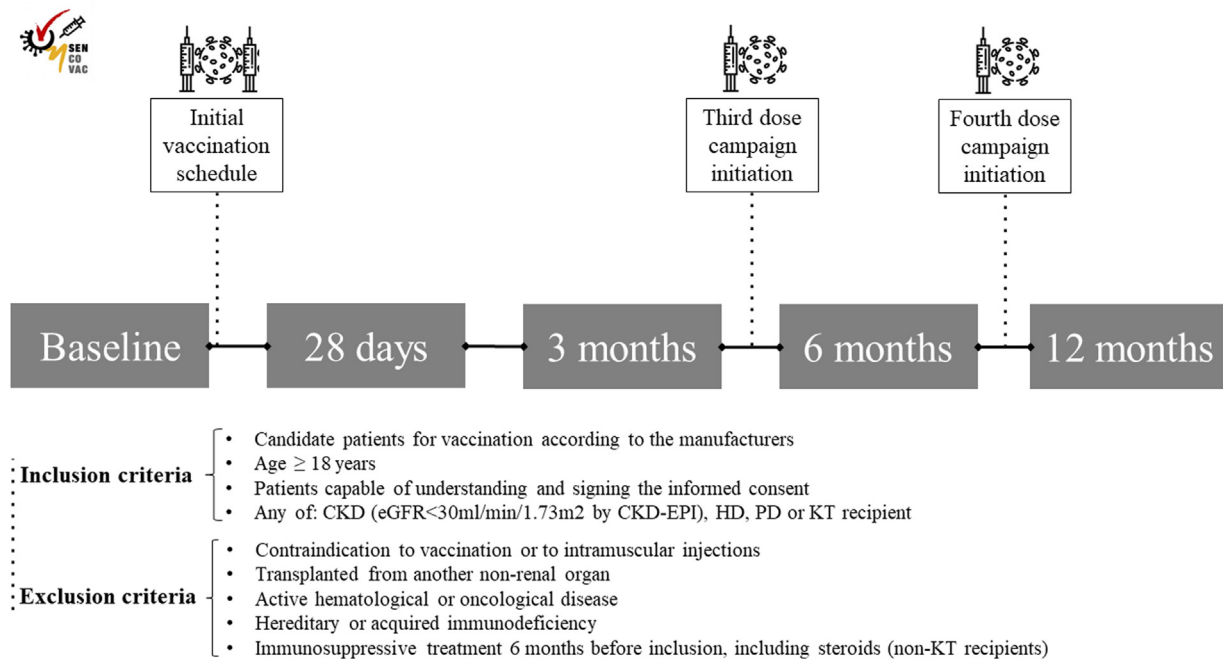 SEN
CO
VAC
Initial
vaccination
schedule
Third dose
campaign
initiation
Fourth dose
campaign
initiation
Baseline
28 days
3 months
6 months
12 months
Inclusion criteria
• Candidate patients for vaccination according to the manufacturers
• Age ≥ 18 years
• Patients capable of understanding and signing the informed consent
• Any of: CKD (eGFR<30ml/min/1.73m2 by CKD-EPI), HD, PD or KT recipient
Exclusion criteria
• Contraindication to vaccination or to intramuscular injections
• Transplanted from another non-renal organ
• Active hematological or oncological disease
• Hereditary or acquired immunodeficiency
• Immunosuppressive treatment 6 months before inclusion, including steroids (non-KT recipients)